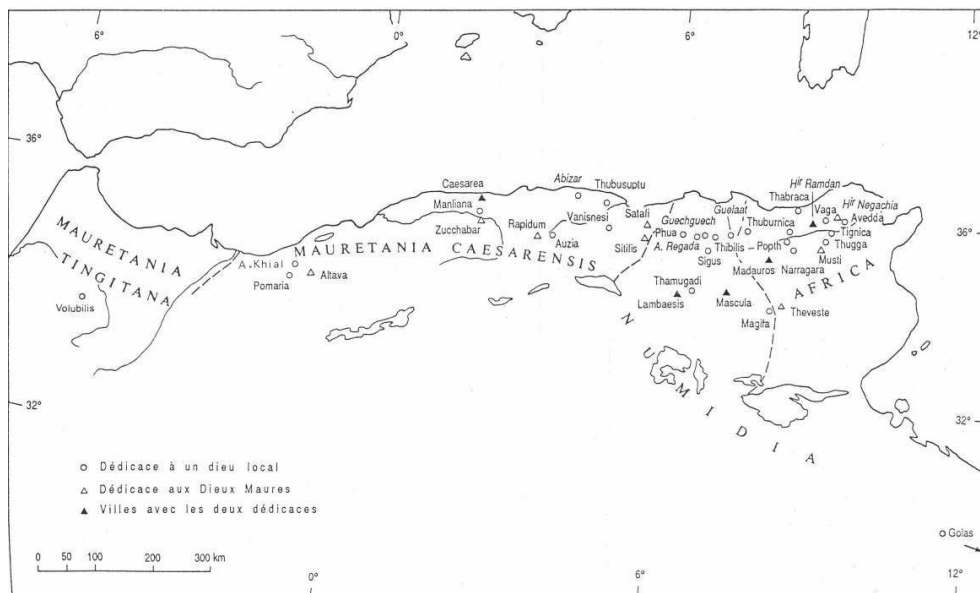 6°
0°
6°
12°
36°
36°
32°
32°
0°
6°
12°
Caesarea
Manliana
Zucchabar
Rapidum
Auzia
Abizar
Thubusuptu
Vanisnesi
Satafi
Sitifis
Guechguech
Phua
A. Regada
Sigus
Guelaat
Thibilis
Thuburnica
Popth
Thabraca
Hir Ramdan
Vaga
Hir Negachia
Avedda
Tignica
Thugga
Musti
Narragara
Madauros
Thamugadi
Lambaesis
Mascula
Magifa
Theveste
MAURETANIA
TINGITANA
MAURETANIA CAESARENSIS
NUMIDIA
AFRICA
Volubilis
A. Khial
Pomaria
Altava
Golas
Dédicace à un dieu local
Dédicace aux Dieux Maures
Villes avec les deux dédicaces
0 50 100 200 300 km